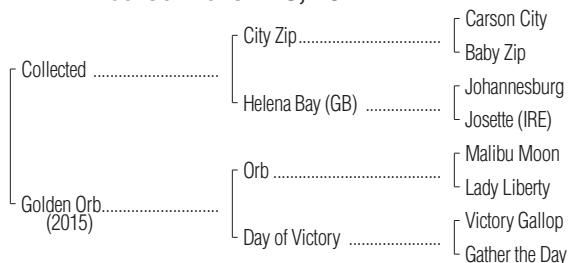 Carson City
City Zip
Baby Zip
Collected
Johannesburg
Helena Bay (GB)
Josette (IRE)
Malibu Moon
Orb
Lady Liberty
Golden Orb
(2015)
Victory Gallop
Day of Victory
Gather the Day